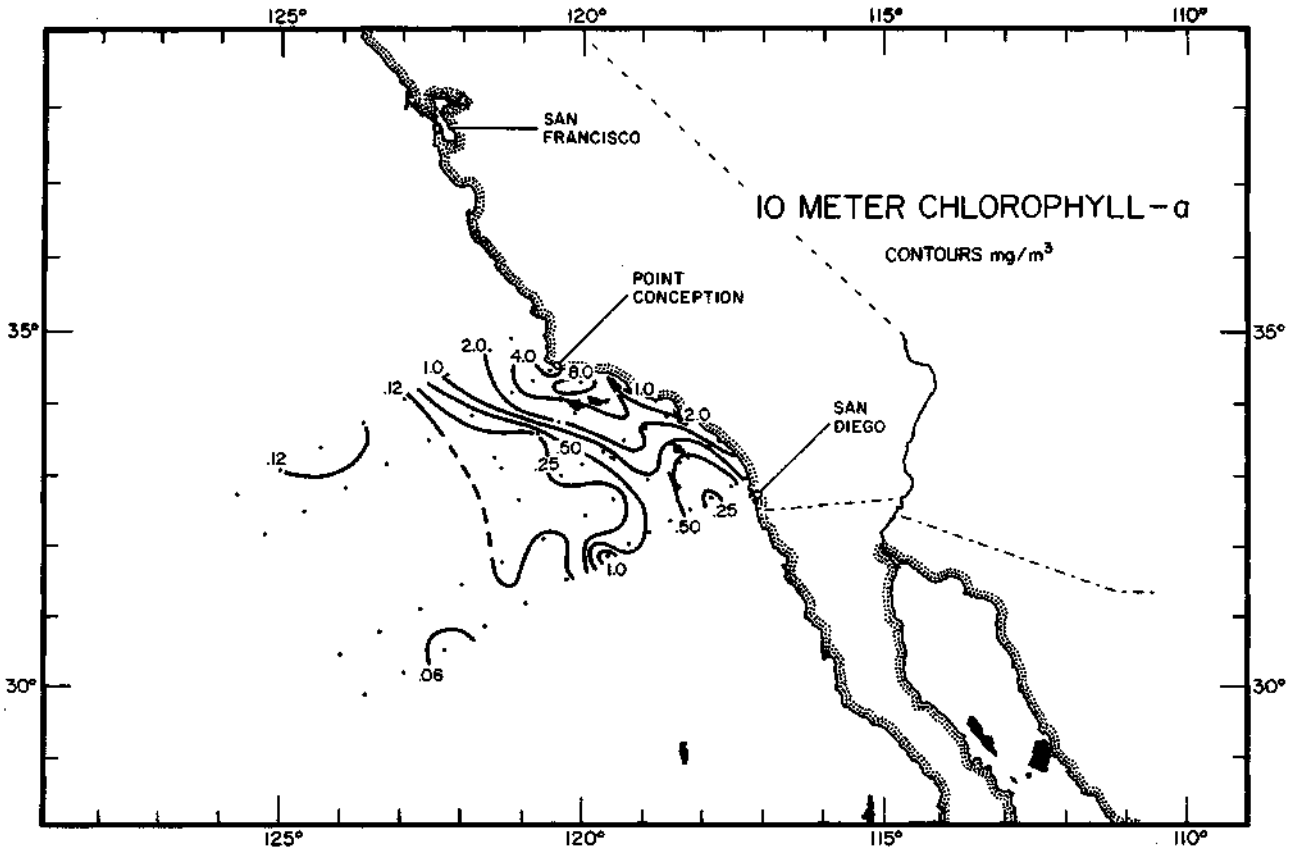 125° 120° 115° 110°
SAN
FRANCISCO
10 METER CHLOROPHYLL-a
CONTOURS mg/m³
POINT
CONCEPTION
35° 35°
2.0
4.0
8.0
1.0
.12
1.0
2.0
SAN
DIEGO
.12
.50
.25
.25
.50
1.0
.06
30° 30°
125° 120° 115° 110°